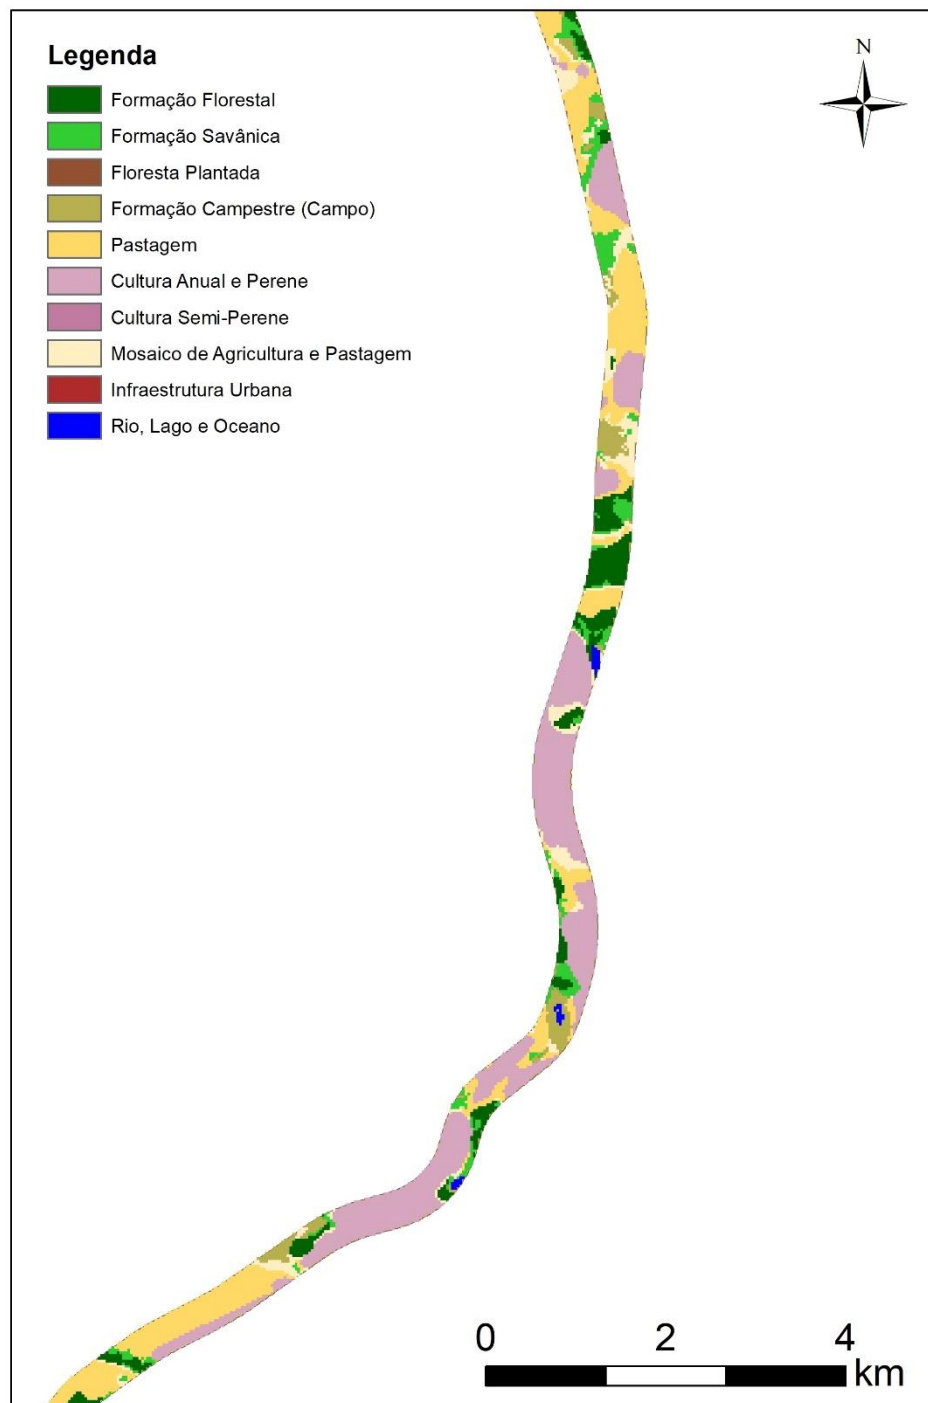 Legenda
Formação Florestal
Formação Savânica
Floresta Plantada
Formação Campestre (Campo)
Pastagem
Cultura Anual e Perene
Cultura Semi-Perene
Mosaico de Agricultura e Pastagem
Infraestrutura Urbana
Rio, Lago e Oceano
N
0 2 4
km